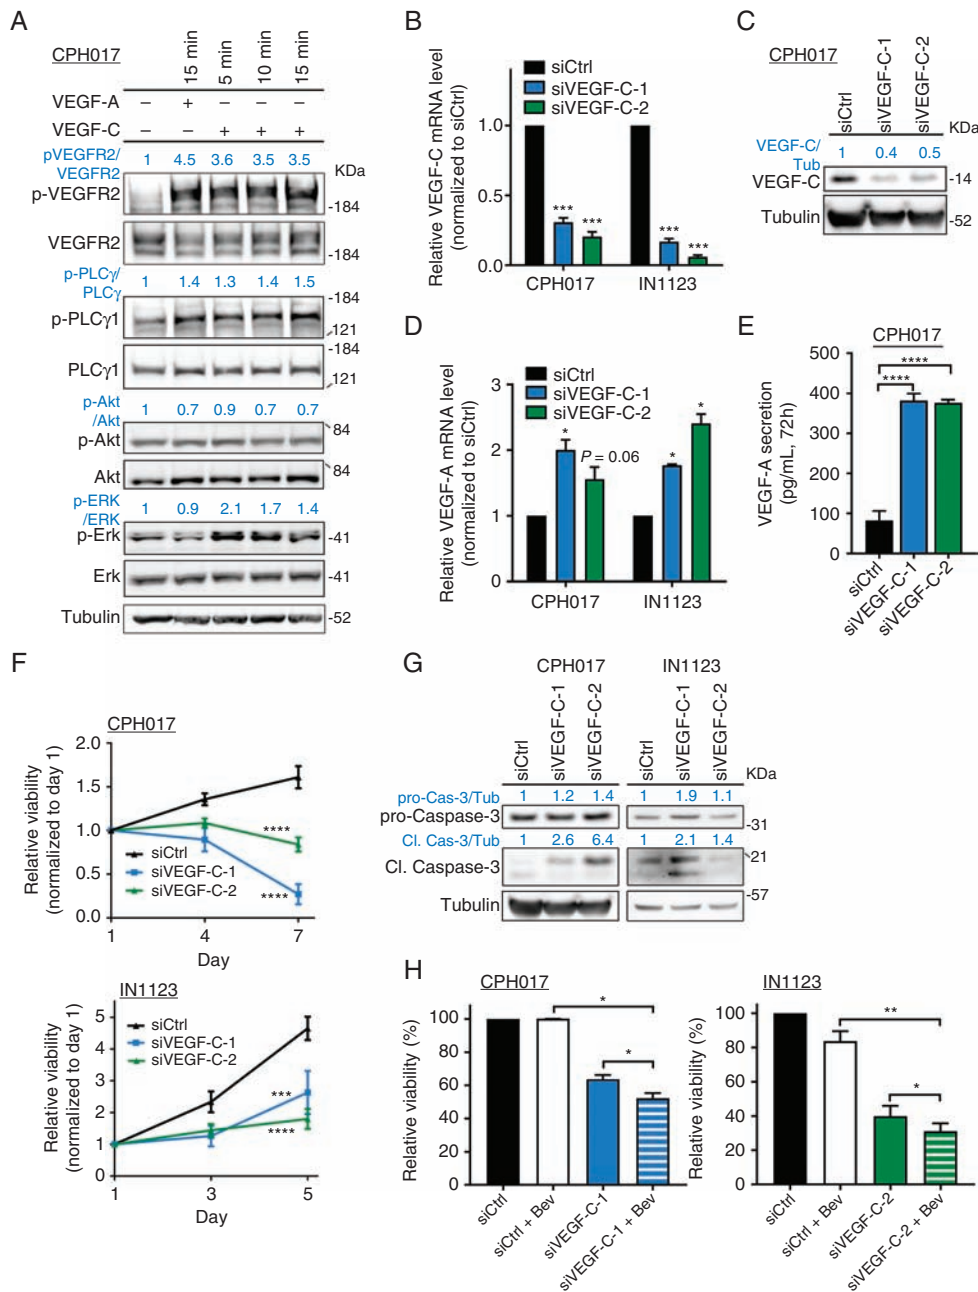 A
CPH017
15 min
5 min
10 min
15 min
VEGF-A – + – – –
VEGF-C – – + + +
pVEGFR2/
VEGFR2 1 4.5 3.6 3.5 3.5
KDa
p-VEGFR2
-184
VEGFR2
-184
p-PLCγ/
PLCγ 1 1.4 1.3 1.4 1.5
-184
p-PLCγ1
121
-184
PLCγ1
121
p-Akt
/Akt 1 0.7 0.9 0.7 0.7
84
p-Akt
84
Akt
p-ERK
/ERK 1 0.9 2.1 1.7 1.4
p-Erk -41
Erk -41
Tubulin -52
B
Relative VEGF-C mRNA level
(normalized to siCtrl)
siCtrl
siVEGF-C-1
siVEGF-C-2
1.0
0.5
0.0
*** ***
*** ***
CPH017 IN1123
C
CPH017
siCtrl
siVEGF-C-1
siVEGF-C-2
KDa
VEGF-C/
Tub 1 0.4 0.5
VEGF-C -14
Tubulin -52
D
Relative VEGF-A mRNA level
(normalized to siCtrl)
siCtrl
siVEGF-C-1
siVEGF-C-2
3
2
1
0
*
P = 0.06
* *
CPH017 IN1123
E
CPH017
VEGF-A secretion
(pg/mL, 72h)
500
400
300
200
100
0
****
****
siCtrl
siVEGF-C-1
siVEGF-C-2
F
CPH017
Relative viability
(normalized to day 1)
2.0
1.5
1.0
0.5
0.0
siCtrl
siVEGF-C-1
siVEGF-C-2
****
****
1 4 7
Day
IN1123
Relative viability
(normalized to day 1)
5
4
3
2
1
0
siCtrl
siVEGF-C-1
siVEGF-C-2
***
****
1 3 5
Day
G
CPH017 IN1123
siCtrl
siVEGF-C-1
siVEGF-C-2
siCtrl
siVEGF-C-1
siVEGF-C-2
KDa
pro-Cas-3/Tub 1 1.2 1.4 1 1.9 1.1
pro-Caspase-3 -31
Cl. Cas-3/Tub 1 2.6 6.4 1 2.1 1.4
21
Cl. Caspase-3
-57
Tubulin
H
CPH017
Relative viability (%)
100
80
60
40
20
0
*
*
siCtrl
siCtrl + Bev
siVEGF-C-1
siVEGF-C-1 + Bev
IN1123
Relative viability (%)
100
80
60
40
20
0
**
*
siCtrl
siCtrl + Bev
siVEGF-C-2
siVEGF-C-2 + Bev